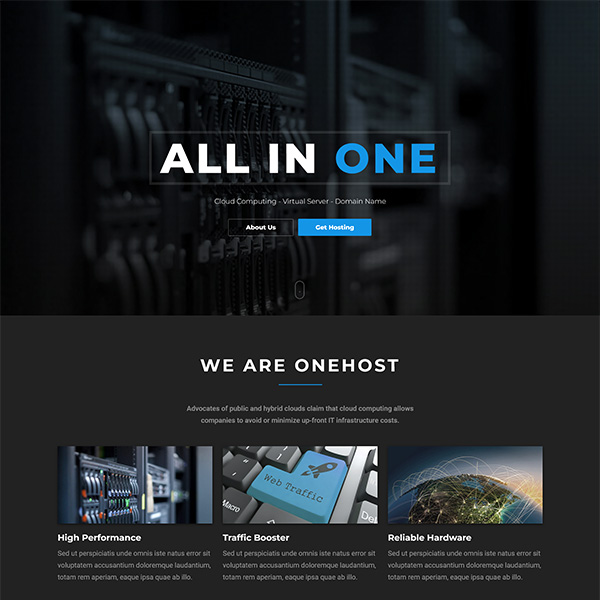 ALL IN ONE
Cloud Computing - Virtual Server - Domain Name
About Us
Get Hosting
WE ARE ONEHOST
Advocates of public and hybrid clouds claim that cloud computing allows
companies to avoid or minimize up-front IT infrastructure costs.
Web Traffic
Macro
Del
High Performance
Traffic Booster
Reliable Hardware
Sed ut perspiciatis unde omnis iste natus error sit
voluptatem accusantium doloremque laudantium,
totam rem aperiam, eaque ipsa quae ab illo.
Sed ut perspiciatis unde omnis iste natus error sit
voluptatem accusantium doloremque laudantium,
totam rem aperiam, eaque ipsa quae ab illo.
Sed ut perspiciatis unde omnis iste natus error sit
voluptatem accusantium doloremque laudantium,
totam rem aperiam, eaque ipsa quae ab illo.